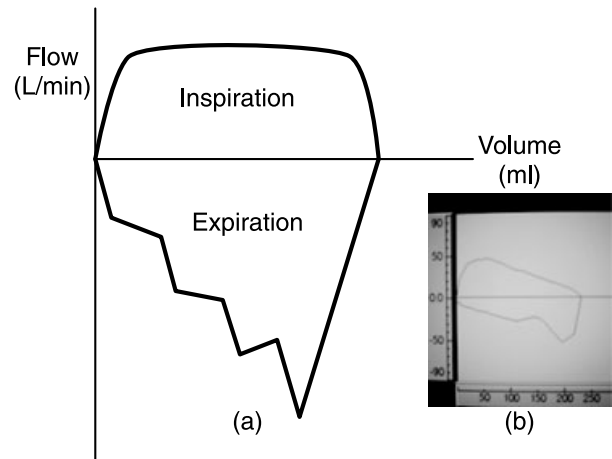 Flow
(L/min)
Inspiration
Volume
(ml)
Expiration
90
50
0.0
-50
-90
50 100 150 200 250
(a)
(b)